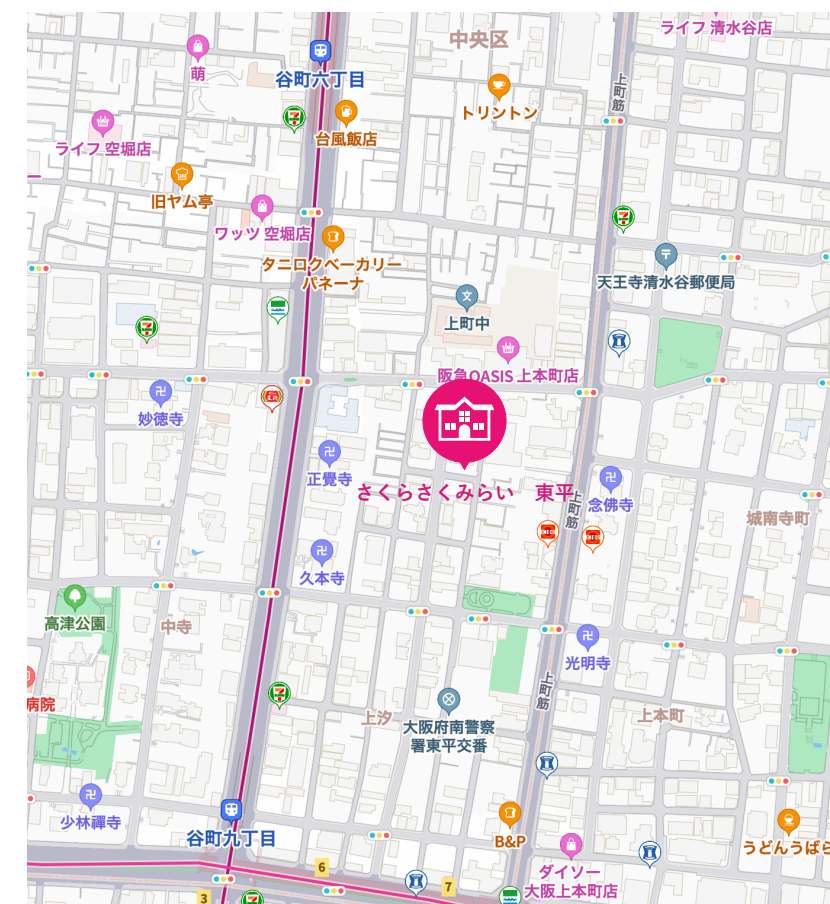 ライフ 清水谷店
中央区
萌
谷町六丁目
上町筋
トリントン
台風飯店
ライフ 空堀店
旧ヤム亭
ワッツ 空堀店
タニロクベーカリー
パネーナ
天王寺清水谷郵便局
文
上町中
阪急OASIS 上本町店
妙徳寺
正覺寺
さくらさくみらい 東平
上町筋
念佛寺
城南寺町
久本寺
高津公園
中寺
光明寺
上町筋
病院
上汐
上本町
大阪府南警察
署東平交番
少林禪寺
谷町九丁目
B&P
うどんうばら
ダイソー
大阪上本町店
6
7
3